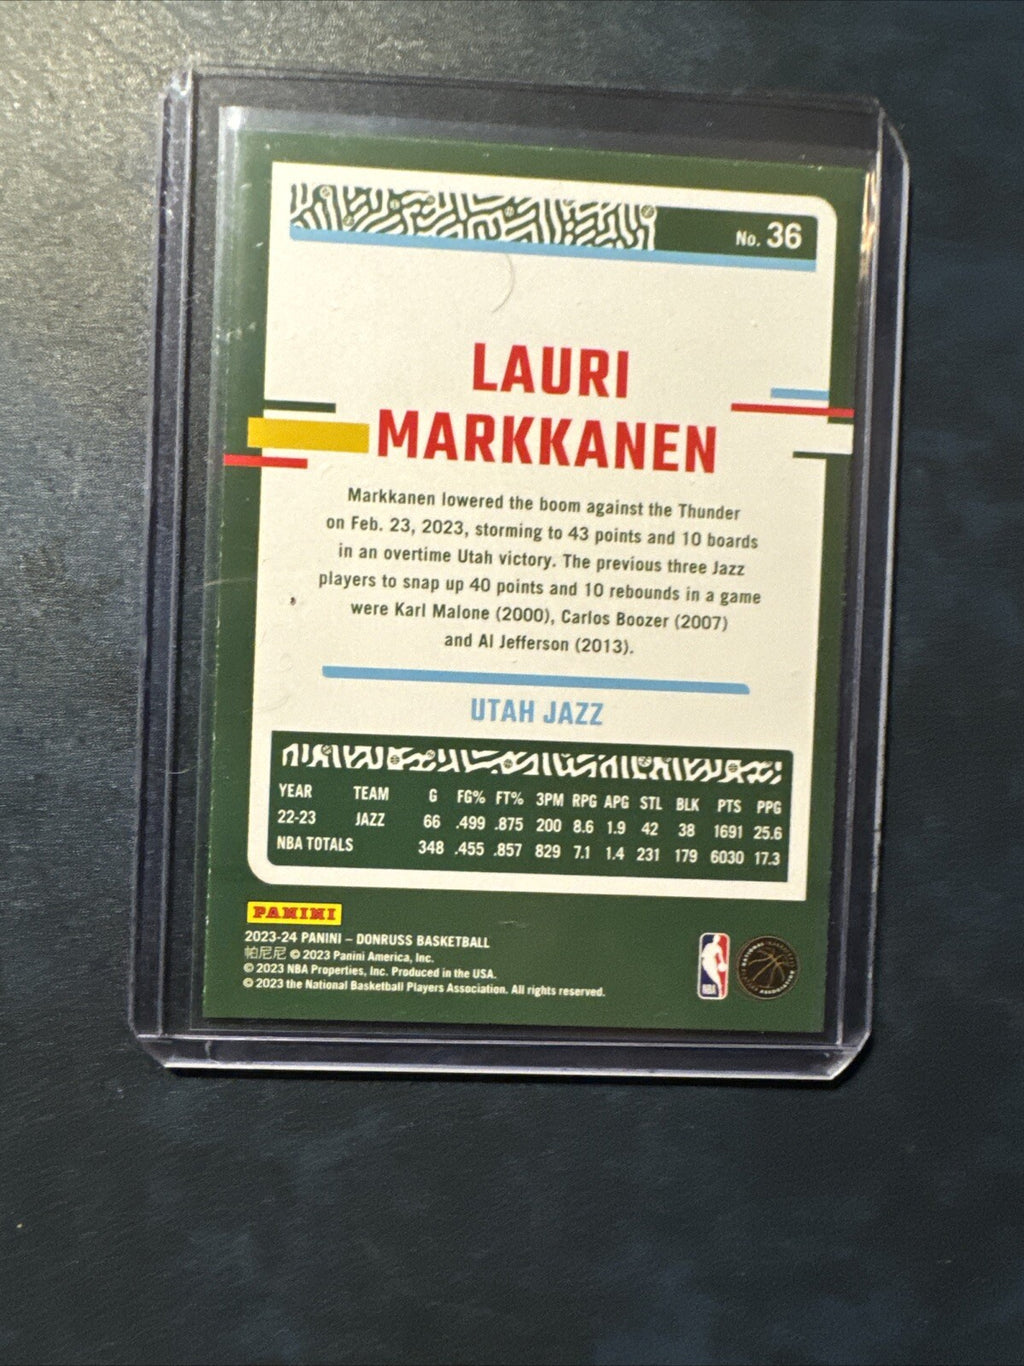 No. 36
LAURI
MARKKANEN
Markkanen lowered the boom against the Thunder
on Feb. 23, 2023, storming to 43 points and 10 boards
in an overtime Utah victory. The previous three Jazz
players to snap up 40 points and 10 rebounds in a game
were Karl Malone (2000), Carlos Boozer (2007)
and Al Jefferson (2013).
UTAH JAZZ
YEAR TEAM G FG% FT% 3PM RPG APG STL BLK PTS PPG
22-23 JAZZ 66 .499 .875 200 8.6 1.9 42 38 1691 25.6
NBA TOTALS 348 .455 .857 829 7.1 1.4 231 179 6030 17.3
PANINI
2023-24 PANINI – DONRUSS BASKETBALL
帕尼尼 © 2023 Panini America, Inc.
© 2023 NBA Properties, Inc. Produced in the USA.
© 2023 the National Basketball Players Association. All rights reserved.
NBA
NATIONAL BASKETBALL
PLAYERS ASSOCIATION